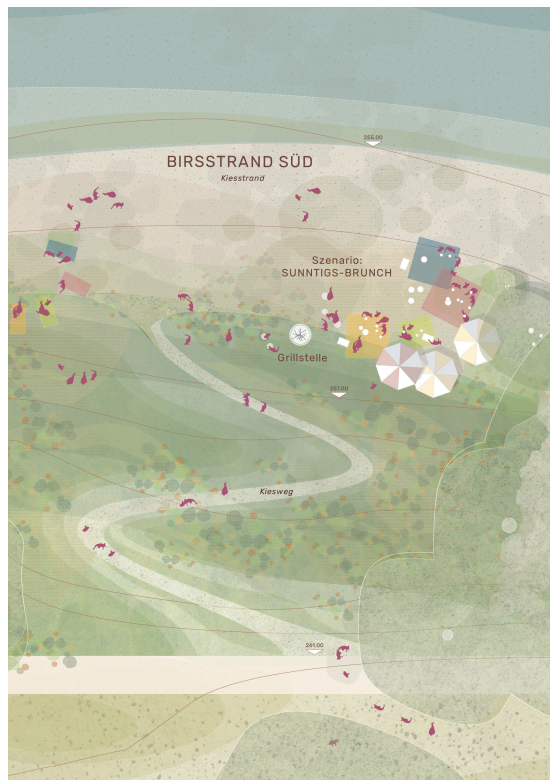 255.00
BIRSSTRAND SÜD
Kiesstrand
Szenario:
SUNNTIGS-BRUNCH
Grillstelle
257.00
Kiesweg
261.00